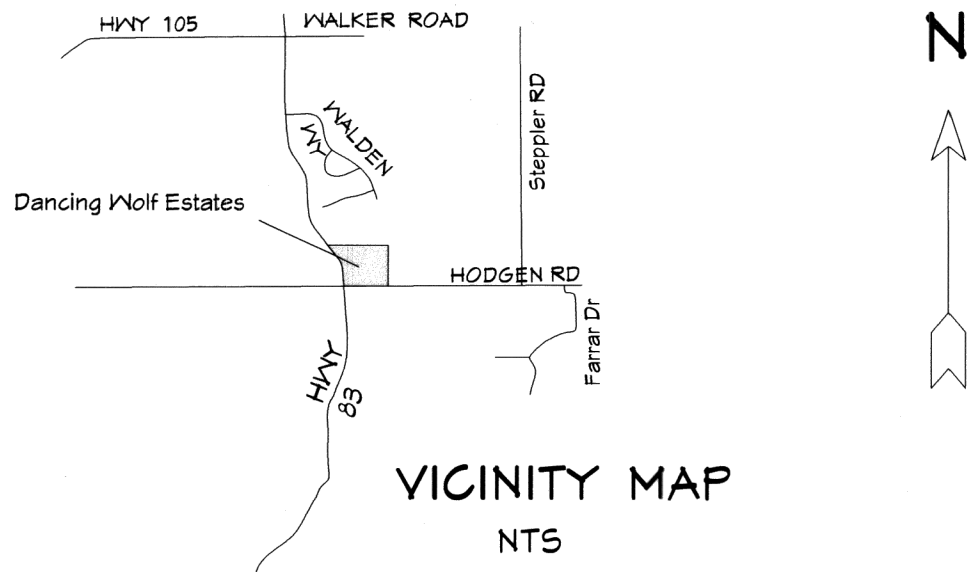 HWY 105
WALKER ROAD
N
Steppler RD
WALDEN
WY
Dancing Wolf Estates
HODGEN RD
Farrar Dr
HWY
83
VICINITY MAP
NTS